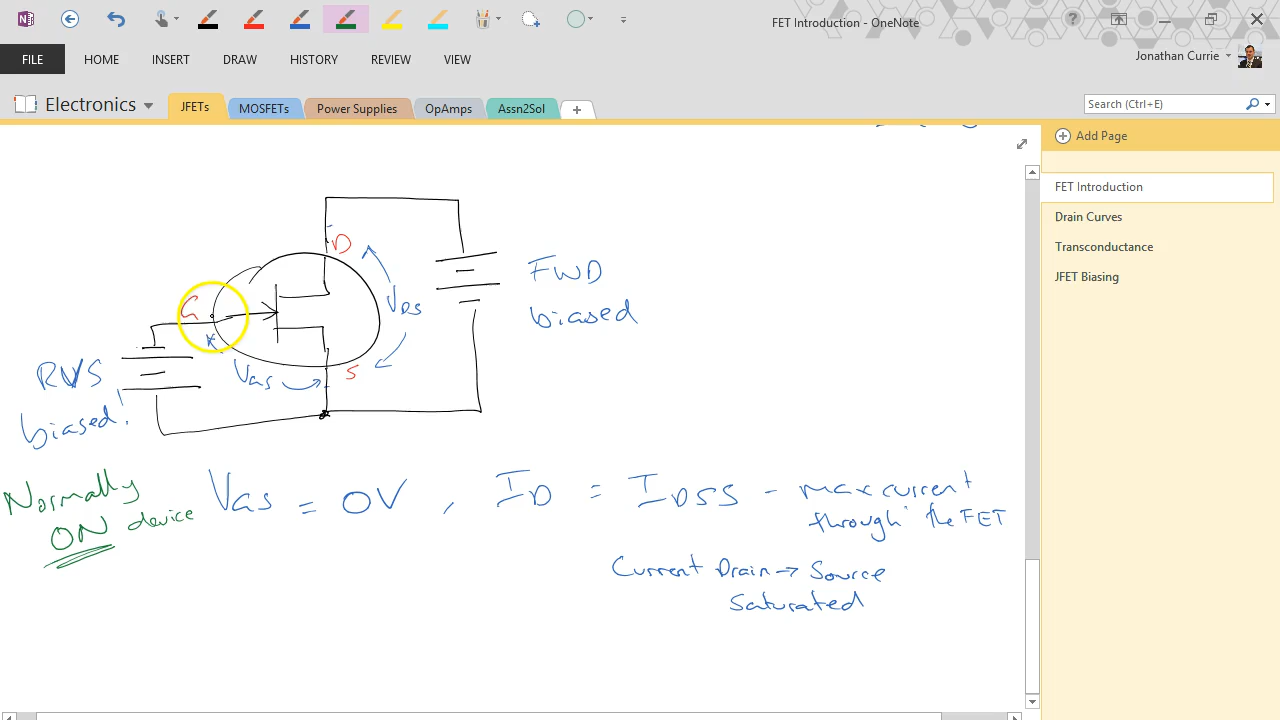 FET Introduction - OneNote
Jonathan Currie
FILE HOME INSERT DRAW HISTORY REVIEW VIEW
Electronics JFETs MOSFETs Power Supplies OpAmps Assn2Sol
Search (Ctrl+E)
Add Page
FET Introduction
Drain Curves
Transconductance
JFET Biasing
D
G
VDS
FWD
biased
RVS
biased!
VGS
S
Normally
ON device
VGS = 0V , ID = IDSS - max current
through the FET
Current Drain → Source
Saturated